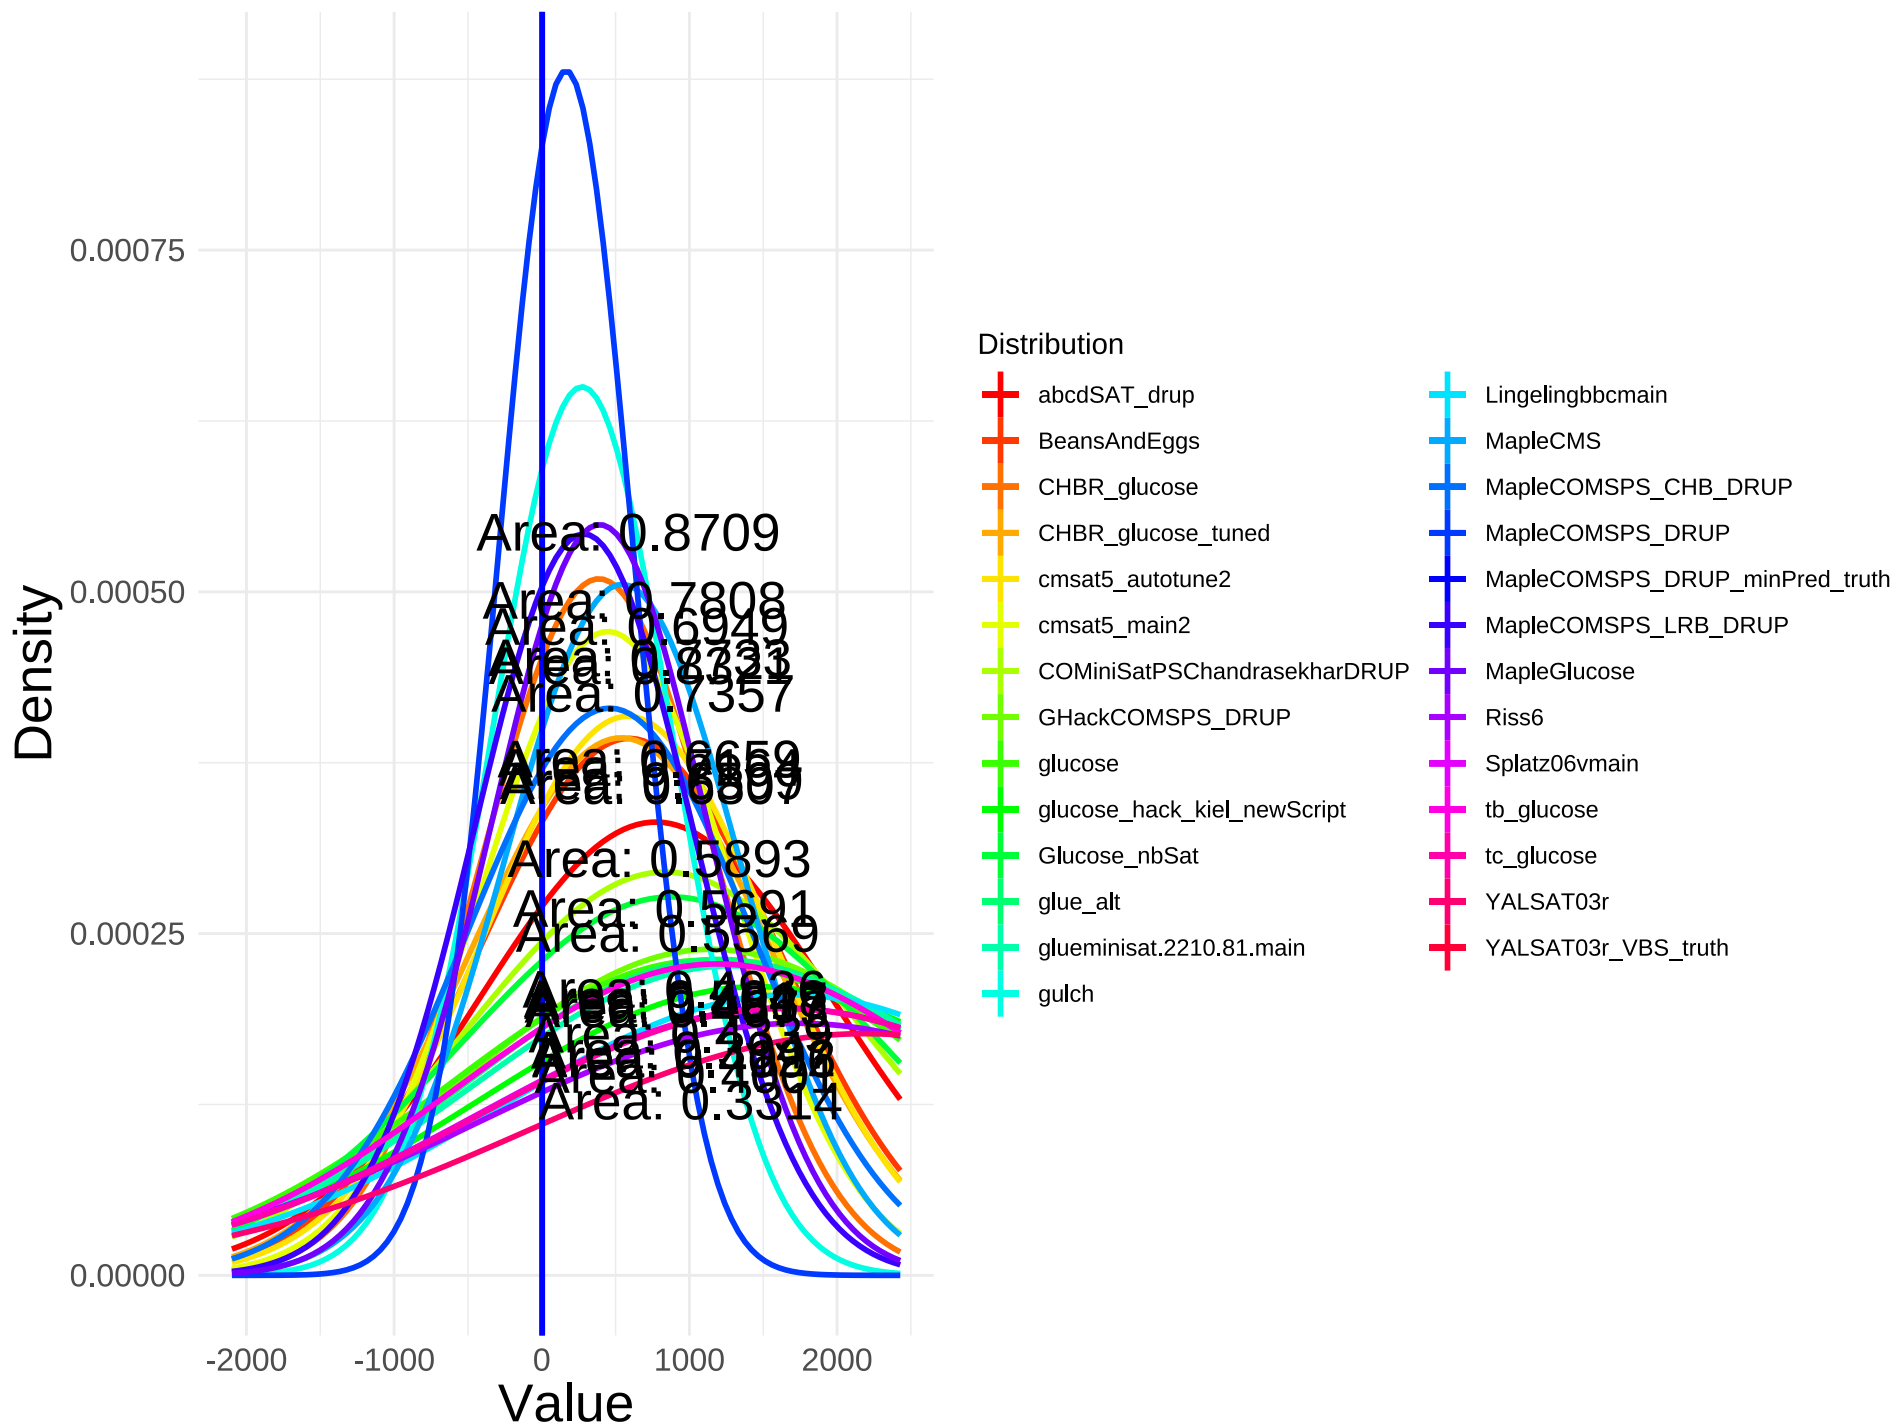 Density
0.00075
0.00050
0.00025
0.00000
Area: 0.8709
Area: 0.7808
Area: 0.6949
Area: 0.7357
Area: 0.5893
Area: 0.5691
Area: 0.5569
Area: 0.3314
-2000
-1000
0
1000
2000
Value
Distribution
abcdSAT_drup
BeansAndEggs
CHBR_glucose
CHBR_glucose_tuned
cmsat5_autotune2
cmsat5_main2
COMiniSatPSChandrasekharDRUP
GHackCOMSPS_DRUP
glucose
glucose_hack_kiel_newScript
Glucose_nbSat
glue_alt
glueminisat.2210.81.main
gulch
Lingelingbbcmain
MapleCMS
MapleCOMSPS_CHB_DRUP
MapleCOMSPS_DRUP
MapleCOMSPS_DRUP_minPred_truth
MapleCOMSPS_LRB_DRUP
MapleGlucose
Riss6
Splatz06vmain
tb_glucose
tc_glucose
YALSAT03r
YALSAT03r_VBS_truth